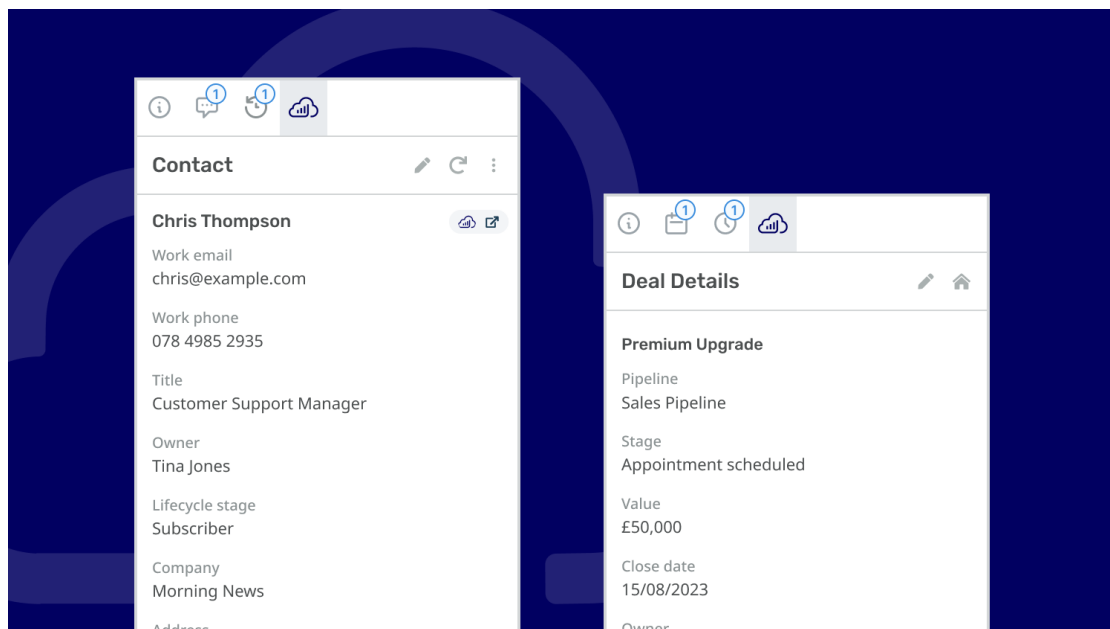 1
1
Contact
Chris Thompson
Work email
chris@example.com
Work phone
078 4985 2935
Title
Customer Support Manager
Owner
Tina Jones
Lifecycle stage
Subscriber
Company
Morning News
Address
1
1
Deal Details
Premium Upgrade
Pipeline
Sales Pipeline
Stage
Appointment scheduled
Value
£50,000
Close date
15/08/2023
Owner